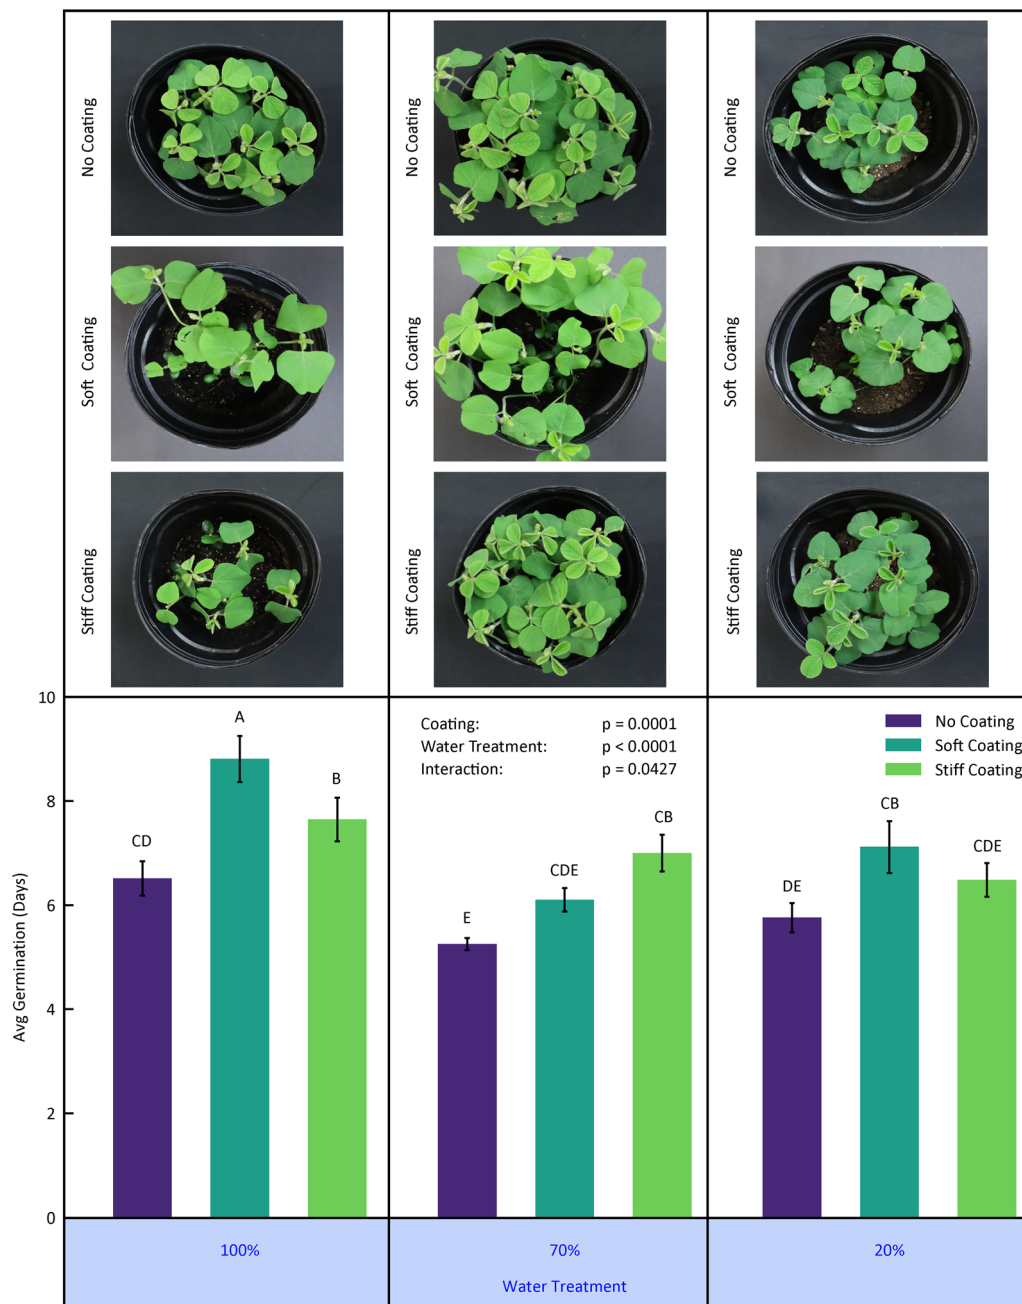 No Coating
No Coating
No Coating
Soft Coating
Soft Coating
Soft Coating
Stiff Coating
Stiff Coating
Stiff Coating
10
8
6
4
2
0
Avg Germination (Days)
CD
A
B
Coating: p = 0.0001
Water Treatment: p < 0.0001
Interaction: p = 0.0427
E
CDE
CB
No Coating
Soft Coating
Stiff Coating
DE
CB
CDE
100%
70%
20%
Water Treatment